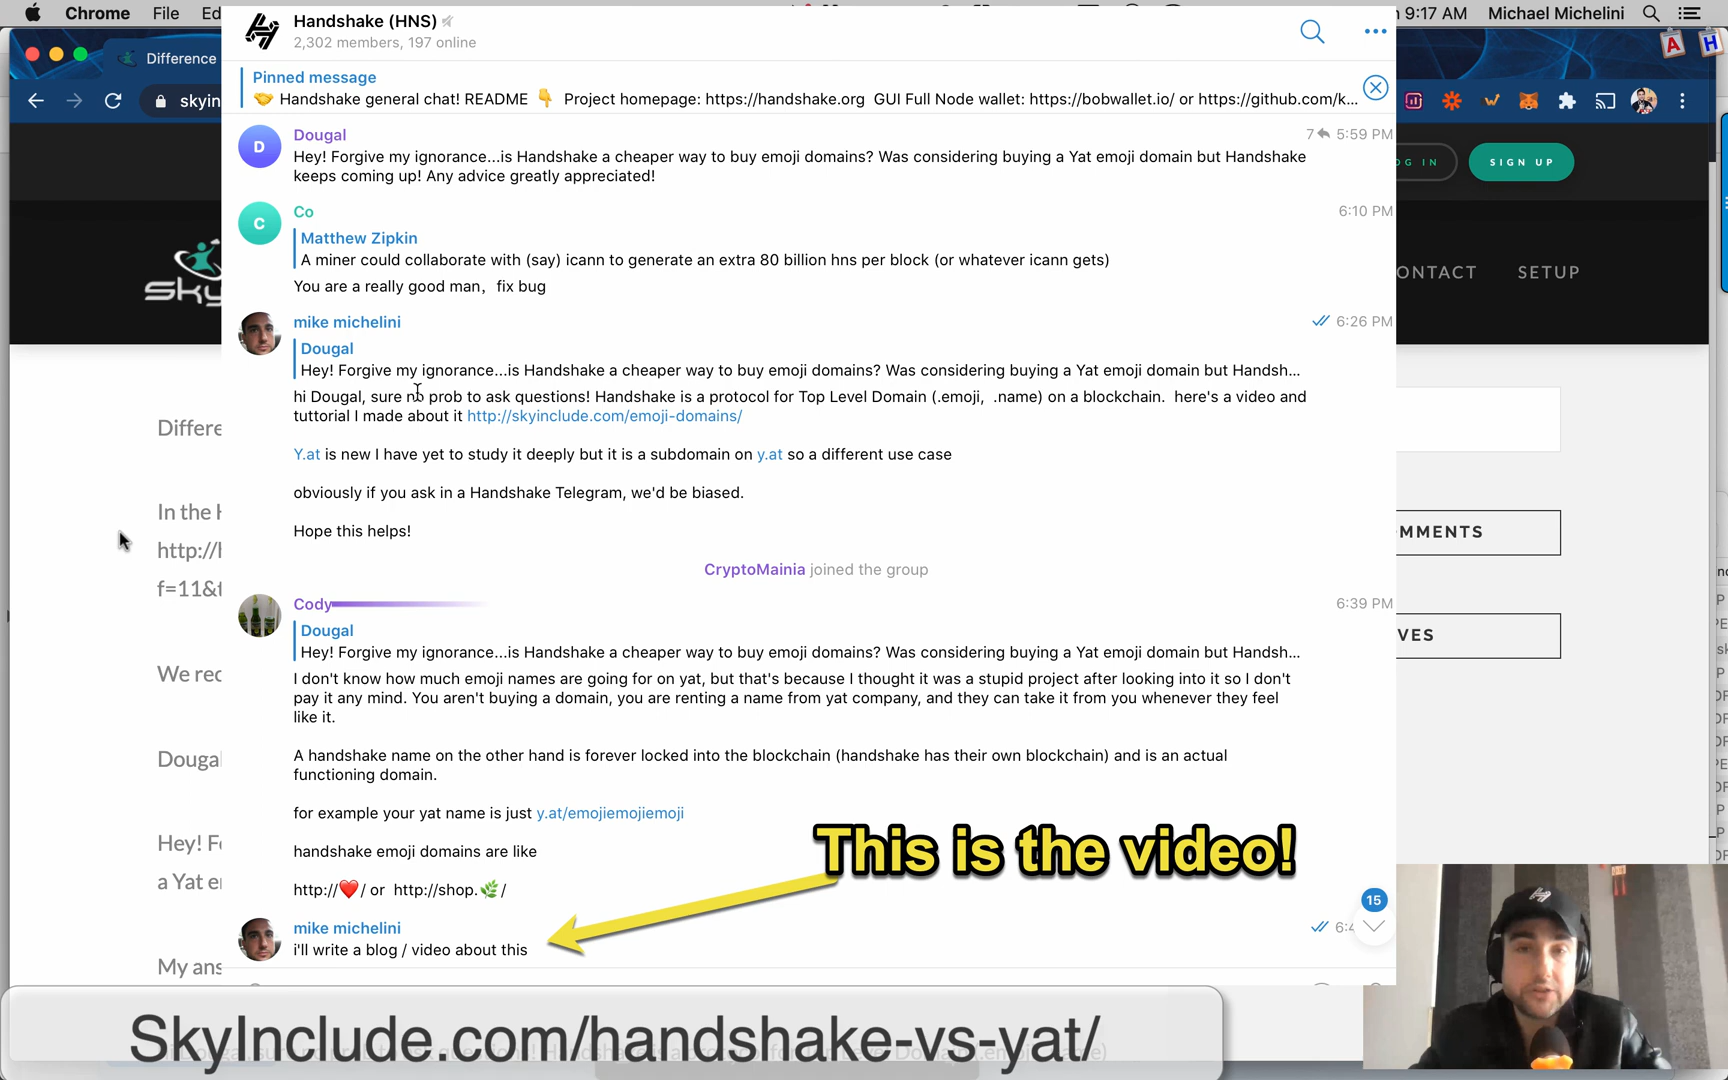 Chrome File Ed 9:17 AM Michael Michelini
Difference
skyin
Handshake (HNS)
2,302 members, 197 online
Pinned message
🤝 Handshake general chat! README 👇 Project homepage: https://handshake.org GUI Full Node wallet: https://bobwallet.io/ or https://github.com/k...
Dougal 7 5:59 PM
D
Hey! Forgive my ignorance...is Handshake a cheaper way to buy emoji domains? Was considering buying a Yat emoji domain but Handshake
keeps coming up! Any advice greatly appreciated!
OG IN SIGN UP
Co 6:10 PM
C
Matthew Zipkin
A miner could collaborate with (say) icann to generate an extra 80 billion hns per block (or whatever icann gets)
You are a really good man，fix bug
sky
ONTACT SETUP
mike michelini 6:26 PM
Dougal
Hey! Forgive my ignorance...is Handshake a cheaper way to buy emoji domains? Was considering buying a Yat emoji domain but Handsh...
hi Dougal, sure no prob to ask questions! Handshake is a protocol for Top Level Domain (.emoji, .name) on a blockchain. here's a video and
tuttorial I made about it http://skyinclude.com/emoji-domains/
Y.at is new I have yet to study it deeply but it is a subdomain on y.at so a different use case
obviously if you ask in a Handshake Telegram, we'd be biased.
Hope this helps!
CryptoMainia joined the group
Cody 6:39 PM
Dougal
Hey! Forgive my ignorance...is Handshake a cheaper way to buy emoji domains? Was considering buying a Yat emoji domain but Handsh...
I don't know how much emoji names are going for on yat, but that's because I thought it was a stupid project after looking into it so I don't
pay it any mind. You aren't buying a domain, you are renting a name from yat company, and they can take it from you whenever they feel
like it.
A handshake name on the other hand is forever locked into the blockchain (handshake has their own blockchain) and is an actual
functioning domain.
for example your yat name is just y.at/emojiemojiemoji
handshake emoji domains are like
http://❤️/ or http://shop.🌿/
mike michelini 6:4
i'll write a blog / video about this
15
This is the video!
Differe
In the H
http://h
f=11&t
We rec
Dougal
Hey! Fo
a Yat em
My ans
MMENTS
VES
SkyInclude.com/handshake-vs-yat/